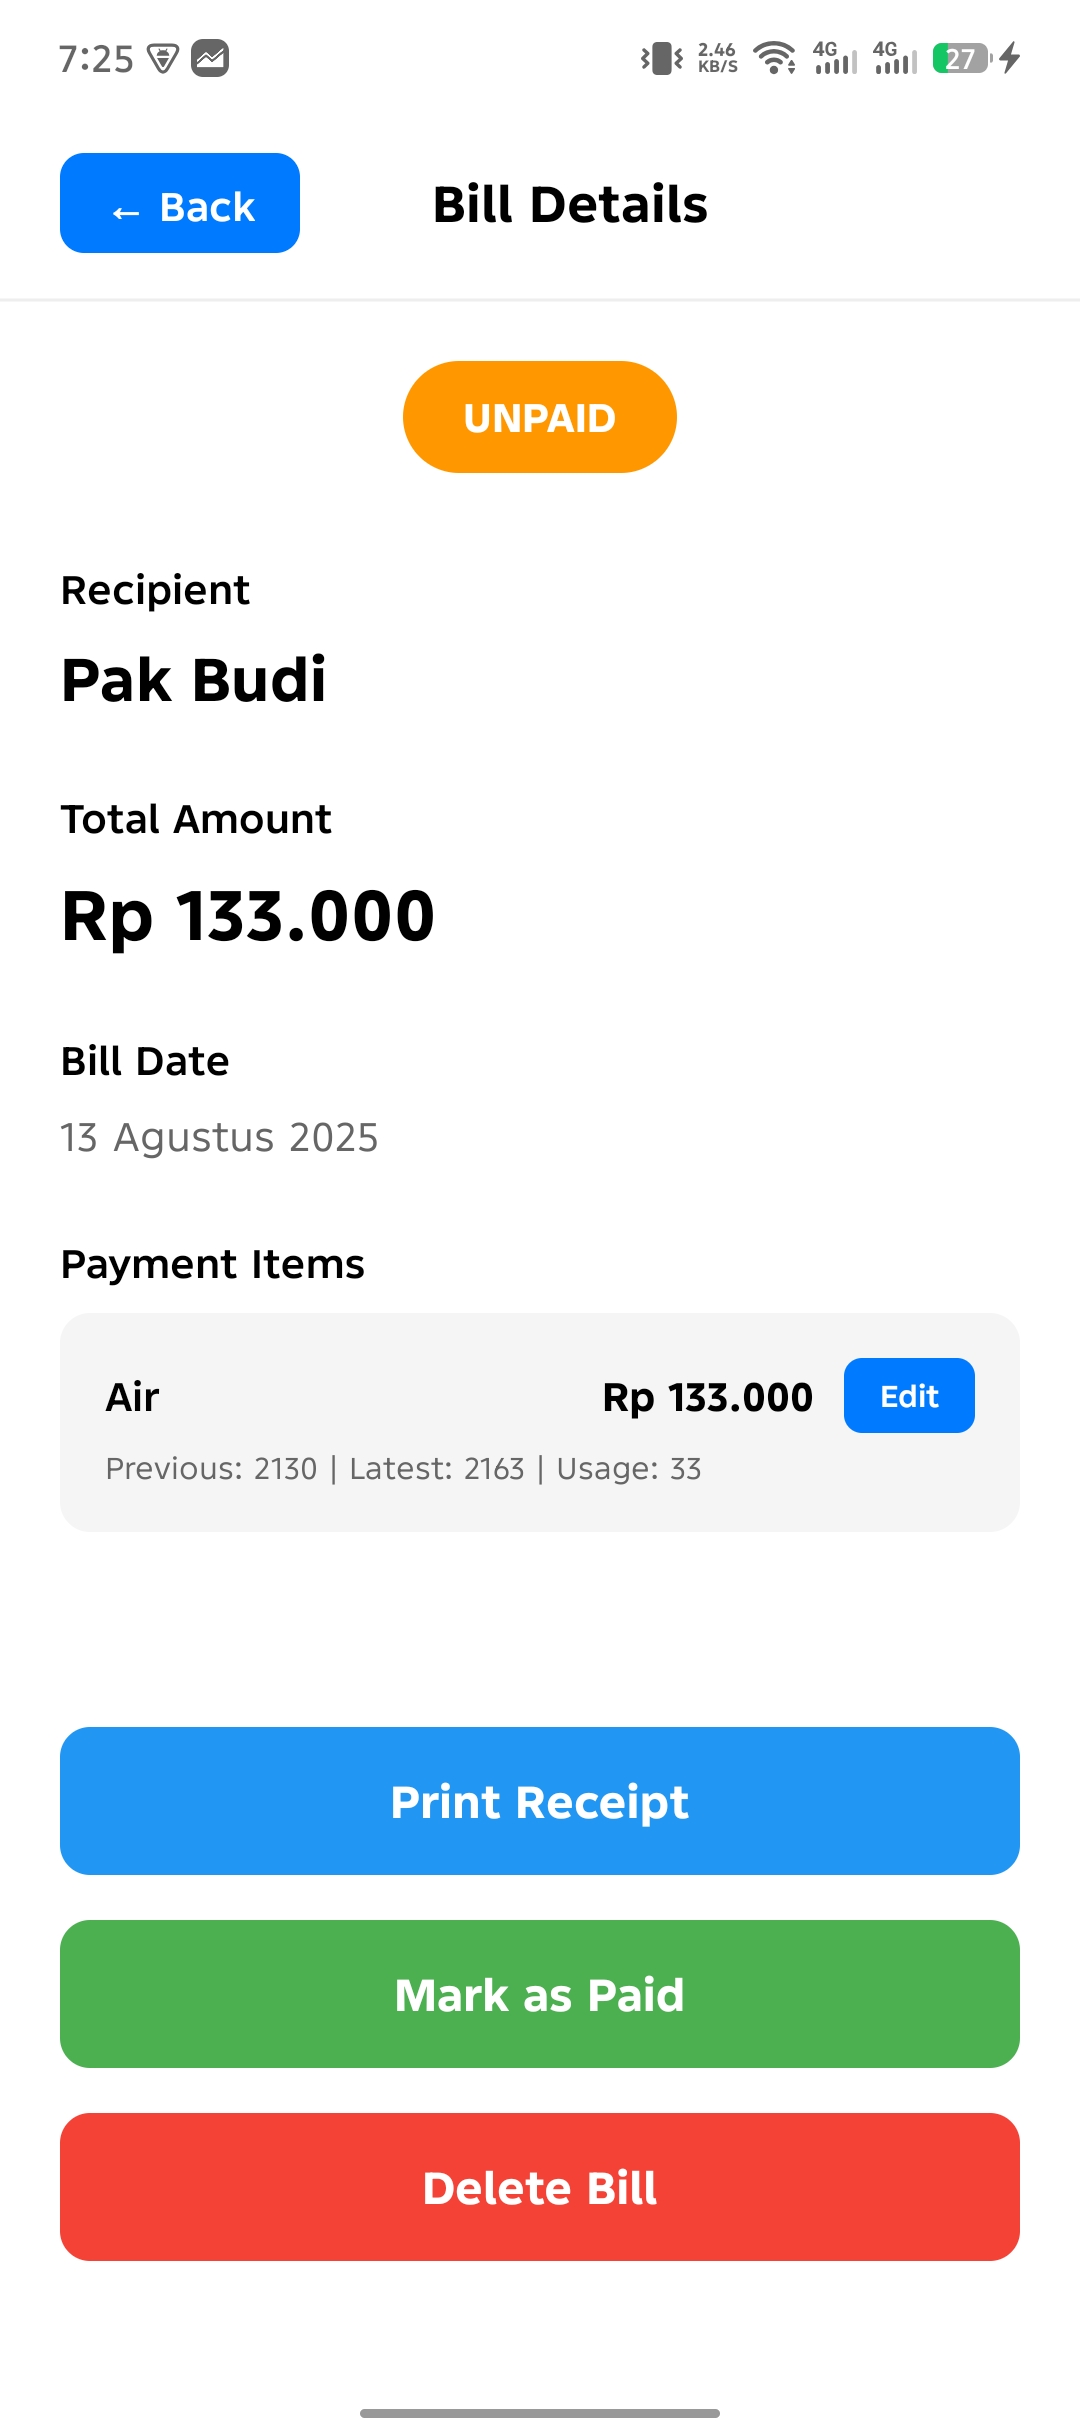 7:25
2.46 KB/S 4G 4G 27
← Back
Bill Details
UNPAID
Recipient
Pak Budi
Total Amount
Rp 133.000
Bill Date
13 Agustus 2025
Payment Items
Air Rp 133.000 Edit
Previous: 2130 | Latest: 2163 | Usage: 33
Print Receipt
Mark as Paid
Delete Bill